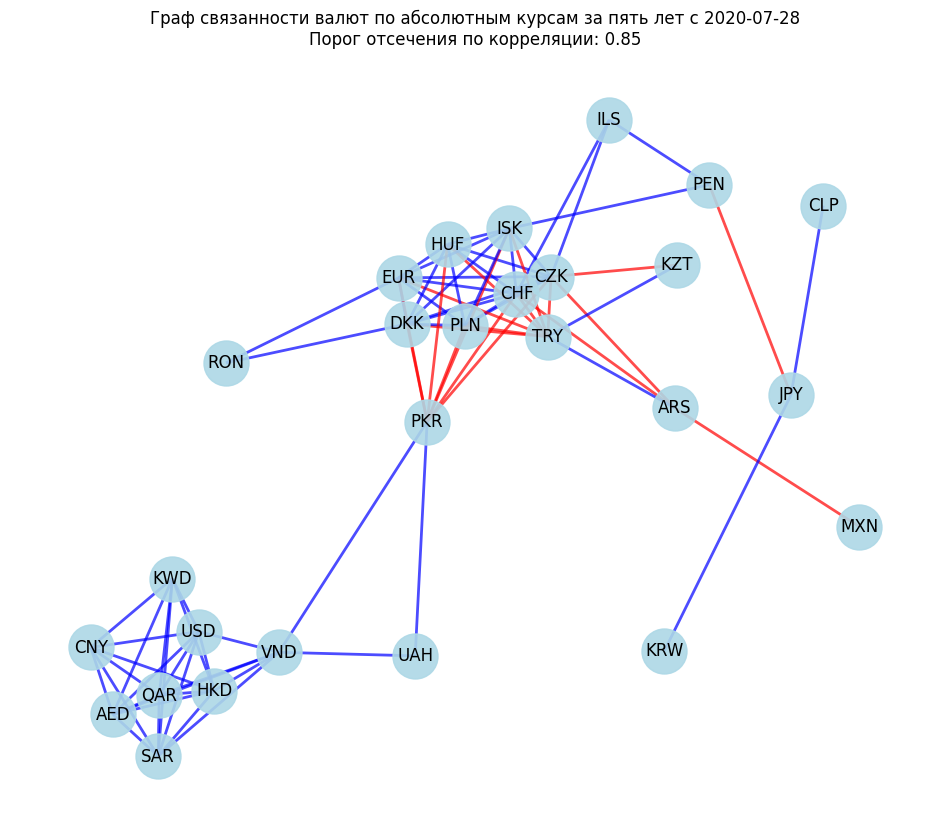 Граф связанности валют по абсолютным курсам за пять лет с 2020-07-28
Порог отсечения по корреляции: 0.85
ILS
PEN
CLP
ISK
HUF
KZT
EUR
CZK
CHF
DKK
PLN
TRY
RON
JPY
ARS
PKR
MXN
KWD
USD
CNY
VND
UAH
KRW
QAR
HKD
AED
SAR